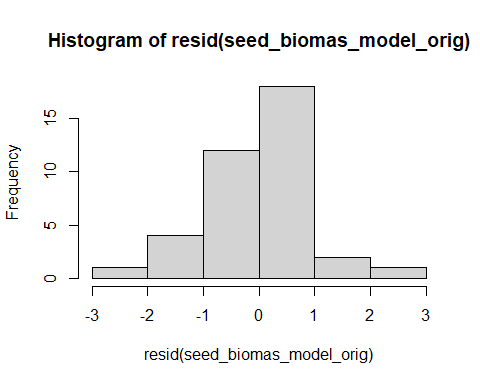 Histogram of resid(seed_biomas_model_orig)
Frequency
15
10
5
0
-3 -2 -1 0 1 2 3
resid(seed_biomas_model_orig)